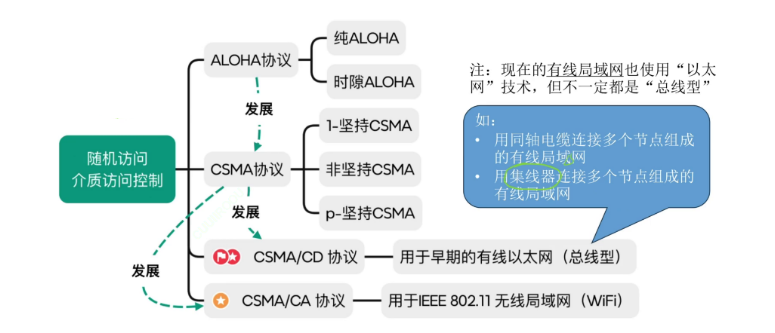 纯ALOHA
ALOHA协议
时隙ALOHA
注：现在的有线局域网也使用“以太
网”技术，但不一定都是“总线型”
发展
如：
• 用同轴电缆连接多个节点组成
的有线局域网
• 用集线器连接多个节点组成的
有线局域网
1-坚持CSMA
随机访问
介质访问控制
CSMA协议
非坚持CSMA
发展
p-坚持CSMA
CSMA/CD 协议
用于早期的有线以太网（总线型）
发展
CSMA/CA 协议
用于IEEE 802.11 无线局域网（WiFi）